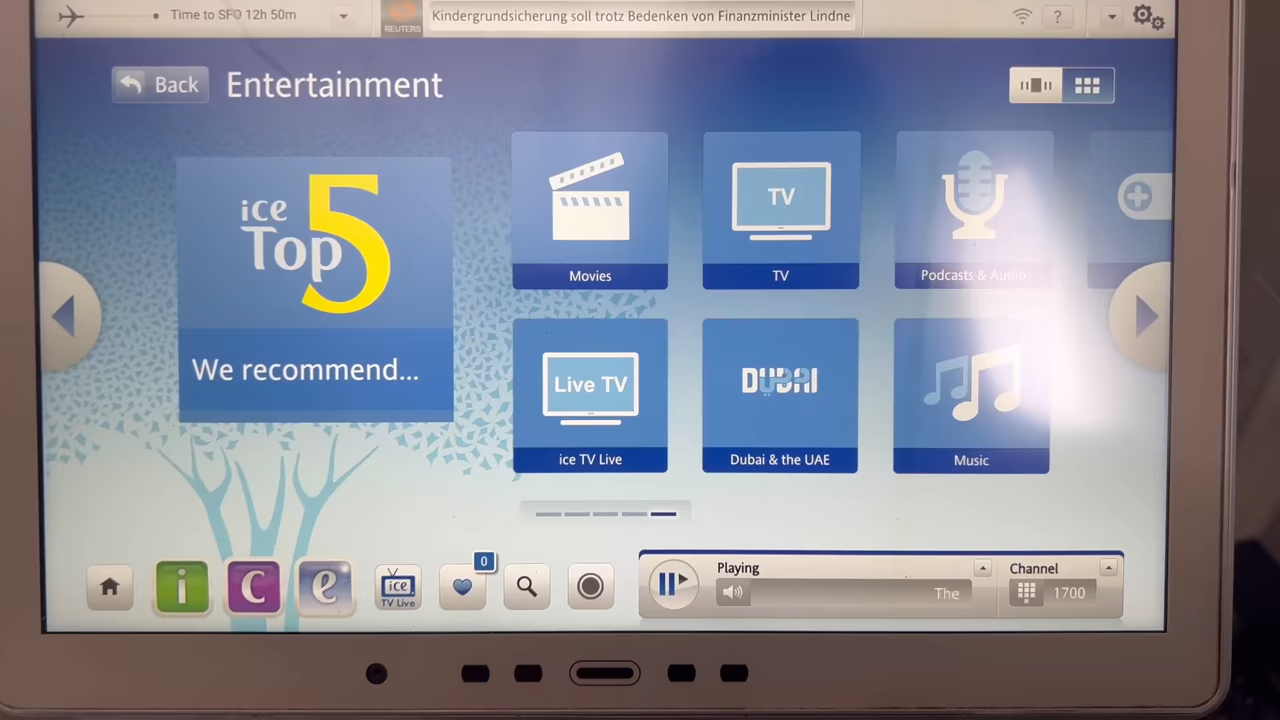 Time to SFO 12h 50m
REUTERS
Kindergrundsicherung soll trotz Bedenken von Finanzminister Lindne
?
Back
Entertainment
ice
Top 5
We recommend...
Movies
TV
TV
Podcasts & Audio
Live TV
ice TV Live
DUBAI
Dubai & the UAE
Music
i
c
e
ice
TV Live
0
Playing
The
Channel
1700